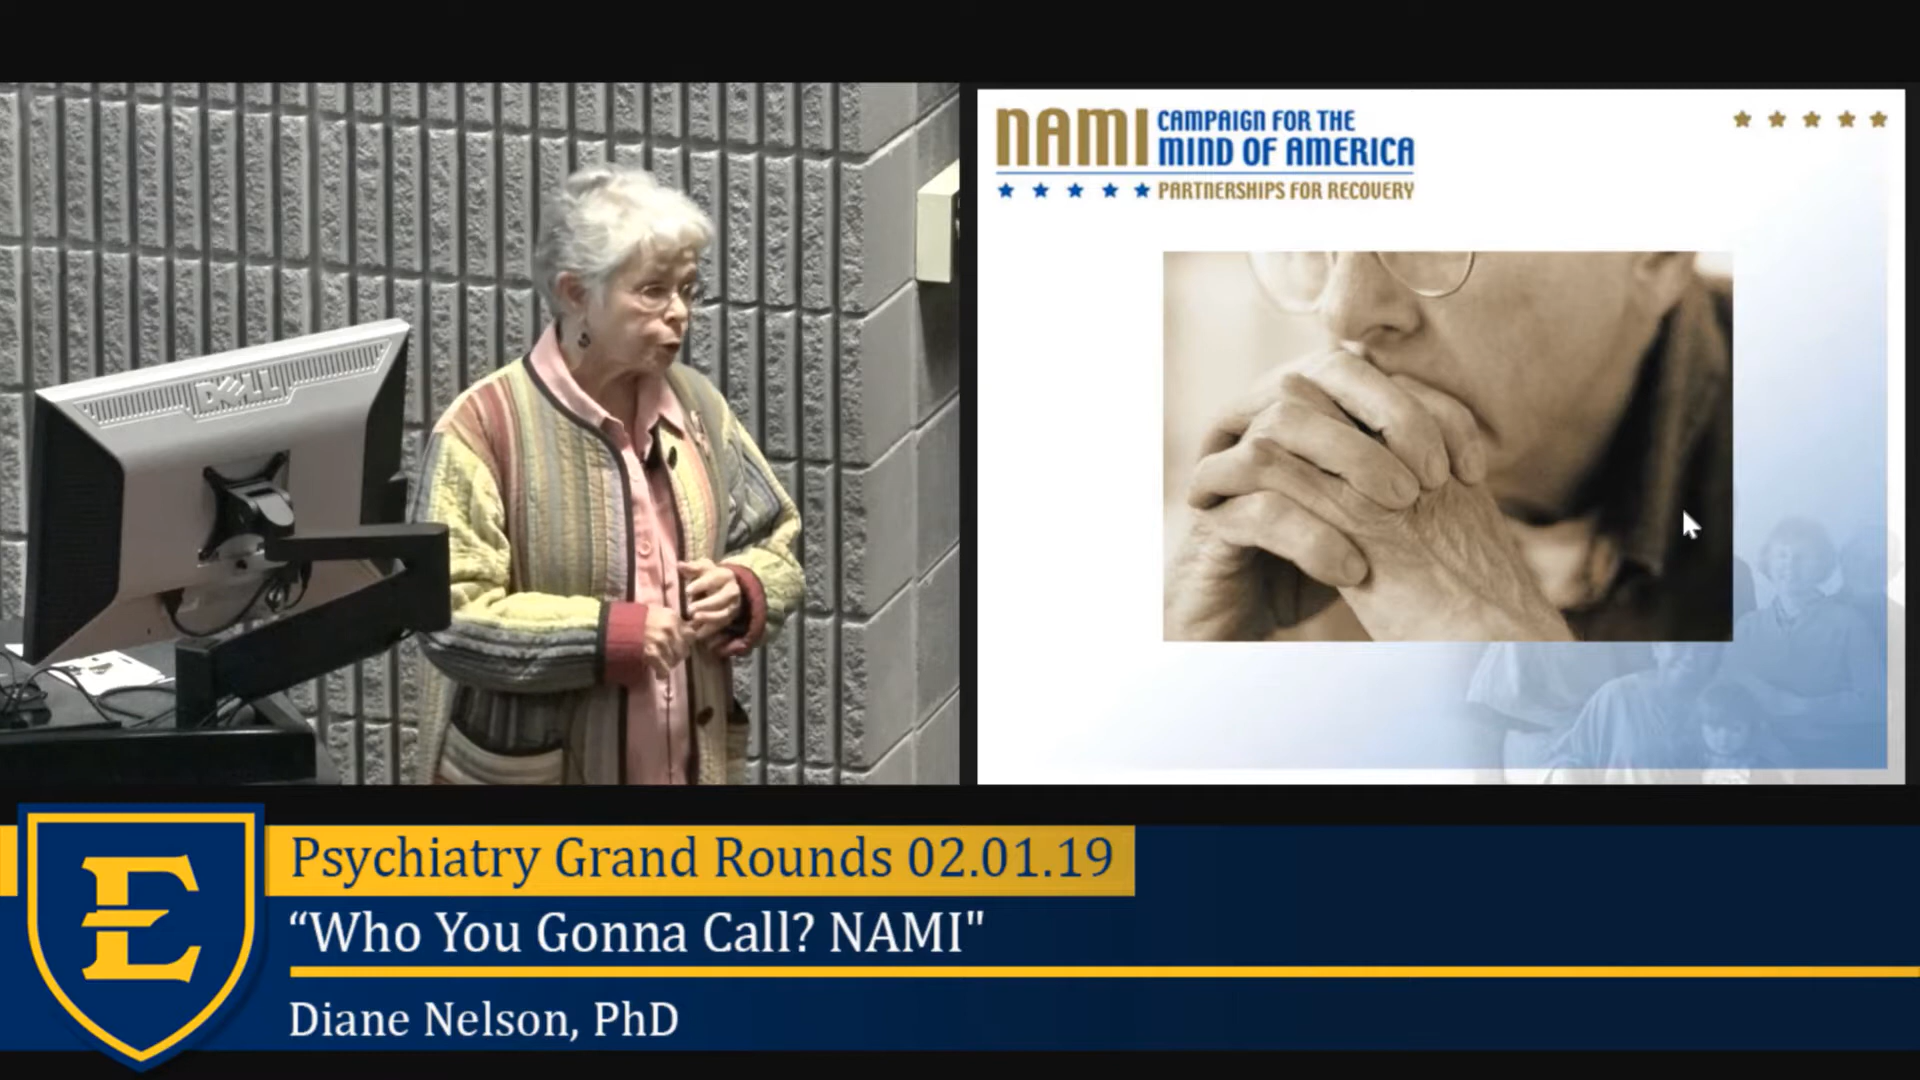 DELL
NAMI CAMPAIGN FOR THE
MIND OF AMERICA
PARTNERSHIPS FOR RECOVERY
E
Psychiatry Grand Rounds 02.01.19
“Who You Gonna Call? NAMI"
Diane Nelson, PhD